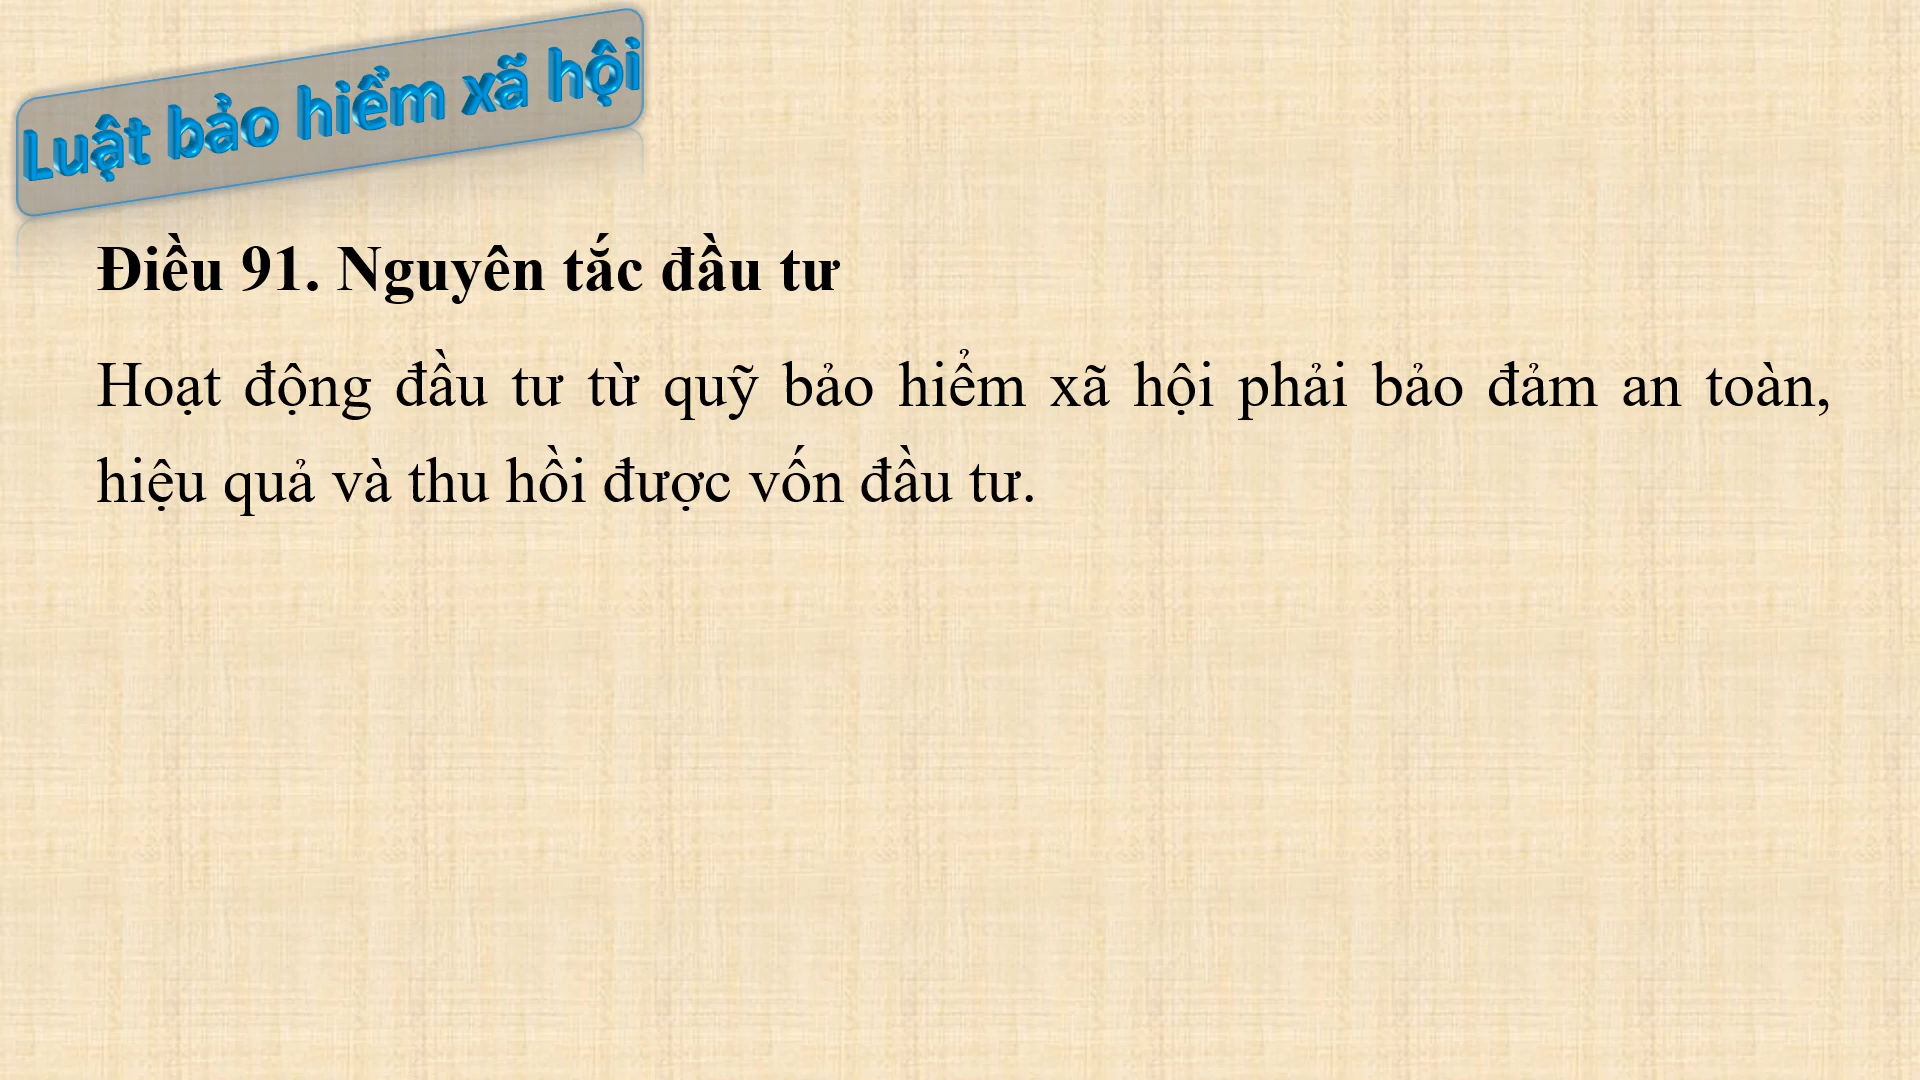 Luật bảo hiểm xã hội
Điều 91. Nguyên tắc đầu tư
Hoạt động đầu tư từ quỹ bảo hiểm xã hội phải bảo đảm an toàn,
hiệu quả và thu hồi được vốn đầu tư.